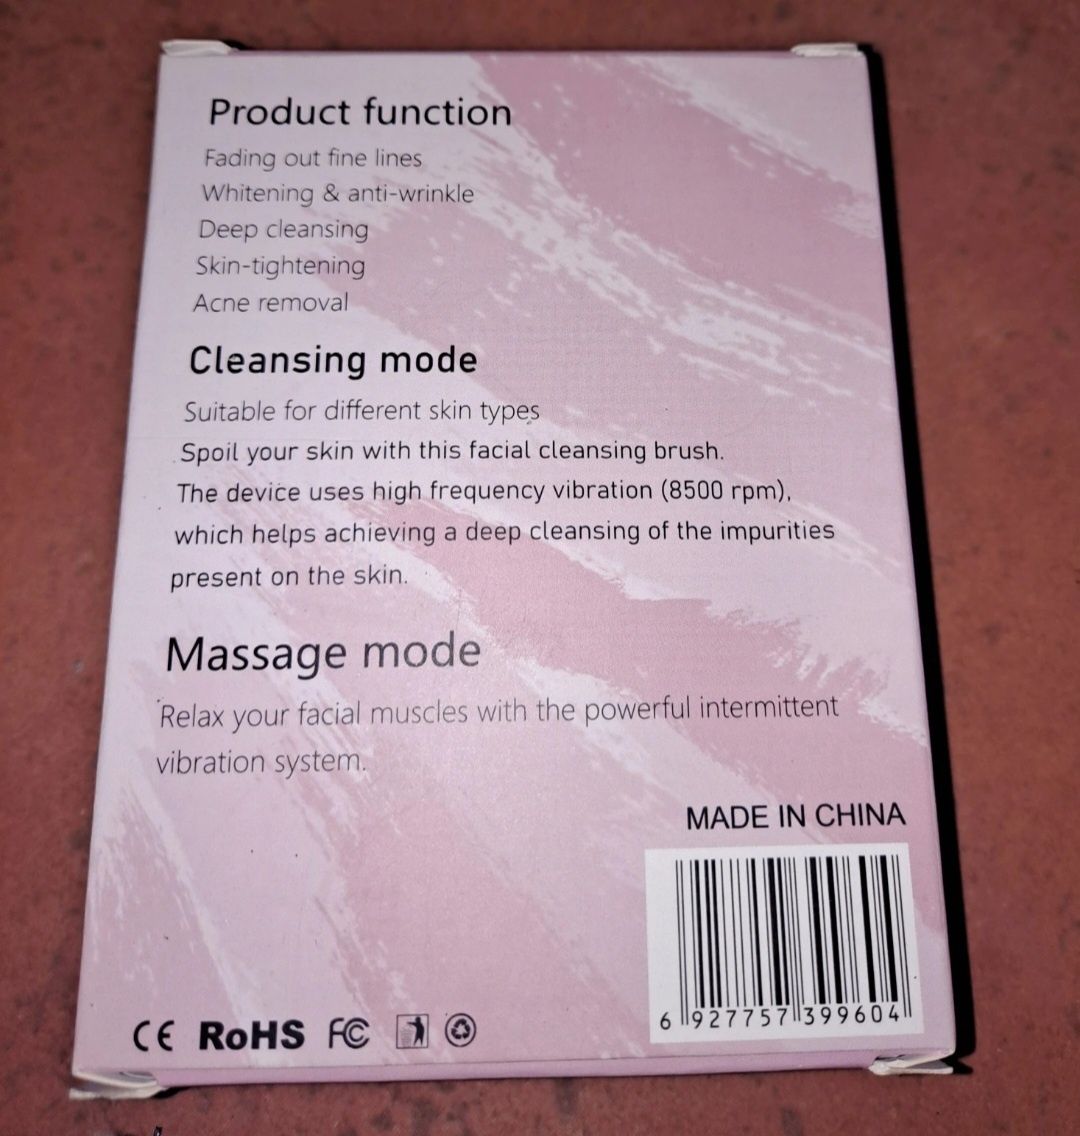 Product function
Fading out fine lines
Whitening & anti-wrinkle
Deep cleansing
Skin-tightening
Acne removal
Cleansing mode
Suitable for different skin types
Spoil your skin with this facial cleansing brush.
The device uses high frequency vibration (8500 rpm),
which helps achieving a deep cleansing of the impurities
present on the skin.
Massage mode
Relax your facial muscles with the powerful intermittent
vibration system.
MADE IN CHINA
6 927757 399604
CE RoHS FC